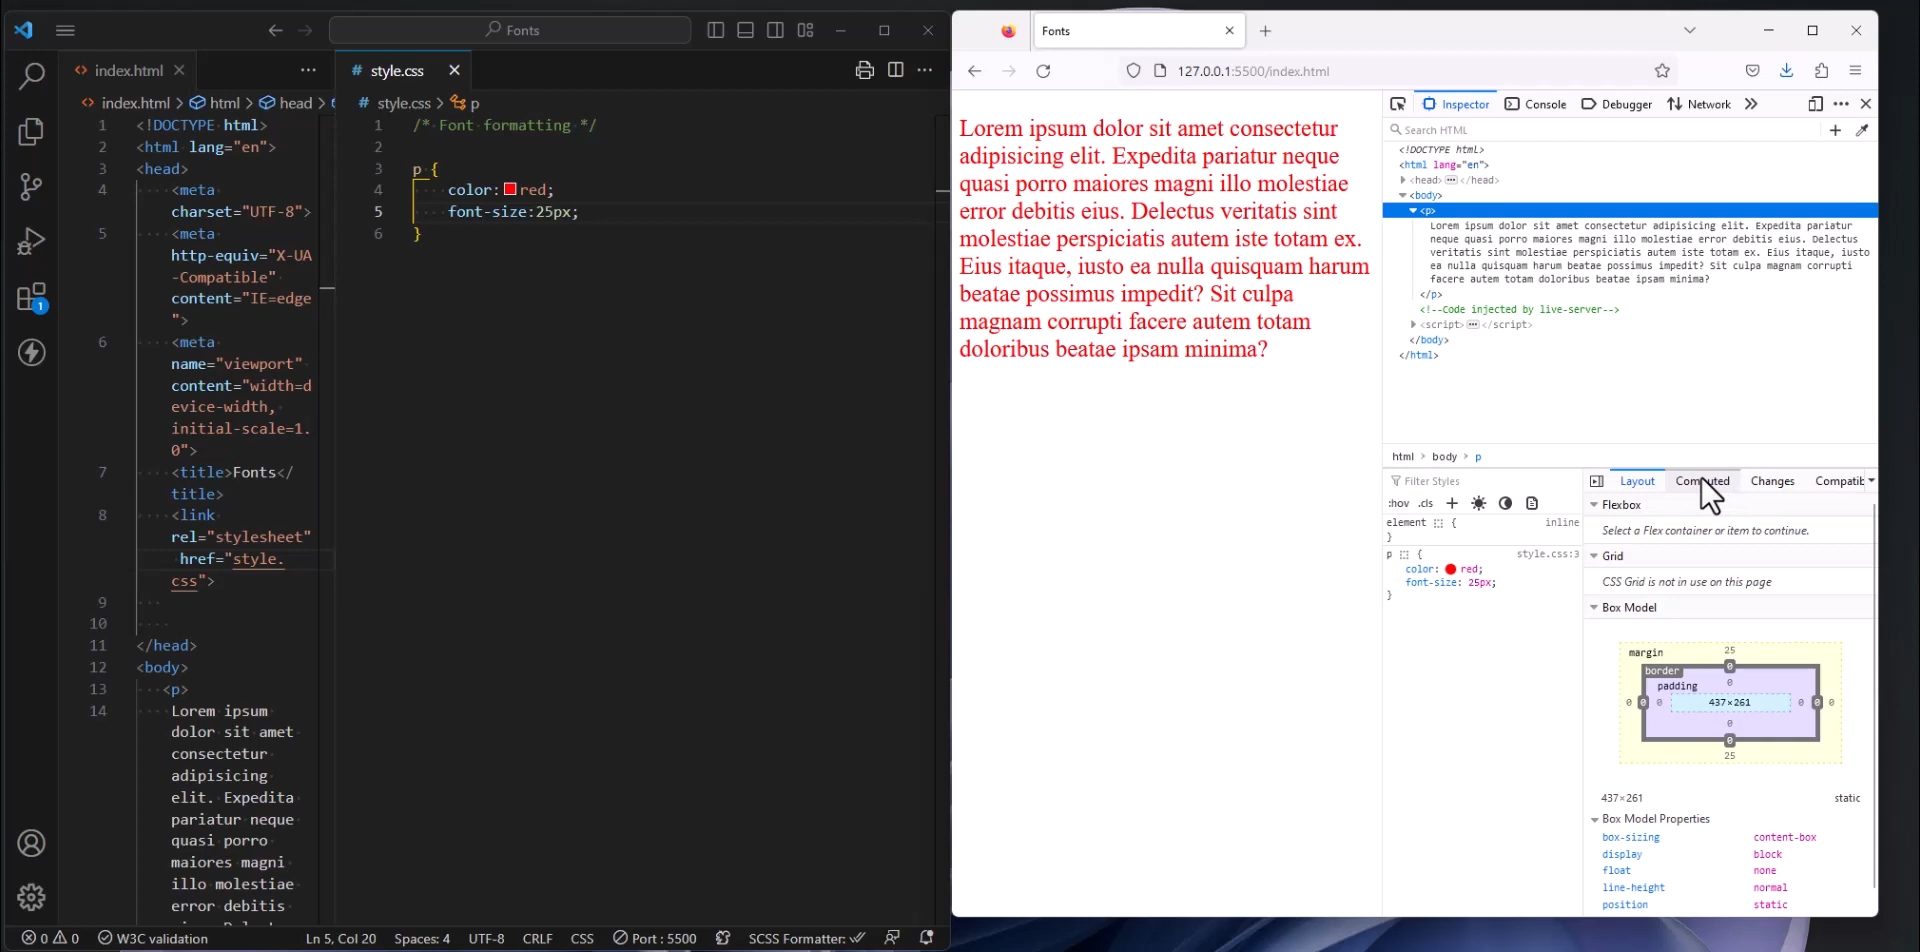 Fonts
index.html
index.html > html > head >
1 <!DOCTYPE html>
2 <html lang="en">
3 <head>
4 <meta
charset="UTF-8">
5 <meta
http-equiv="X-UA
-Compatible"
content="IE=edge
">
6 <meta
name="viewport"
content="width=d
evice-width,
initial-scale=1.
0">
7 <title>Fonts</
title>
8 <link
rel="stylesheet"
href="style.
css">
9
10
11 </head>
12 <body>
13 <p>
14 Lorem ipsum
dolor sit amet
consectetur
adipisicing
elit. Expedita
pariatur neque
quasi porro
maiores magni
illo molestiae
error debitis
1
# style.css
# style.css > p
1 /* Font formatting */
2
3 p {
4 color: red;
5 font-size:25px;
6 }
0 0 W3C validation Ln 5, Col 20 Spaces: 4 UTF-8 CRLF CSS Port : 5500 SCSS Formatter:
Fonts
127.0.0.1:5500/index.html
Lorem ipsum dolor sit amet consectetur
adipisicing elit. Expedita pariatur neque
quasi porro maiores magni illo molestiae
error debitis eius. Delectus veritatis sint
molestiae perspiciatis autem iste totam ex.
Eius itaque, iusto ea nulla quisquam harum
beatae possimus impedit? Sit culpa
magnam corrupti facere autem totam
doloribus beatae ipsam minima?
Inspector Console Debugger Network
Search HTML
<!DOCTYPE html>
<html lang="en">
<head> </head>
<body>
<p>
Lorem ipsum dolor sit amet consectetur adipisicing elit. Expedita pariatur
neque quasi porro maiores magni illo molestiae error debitis eius. Delectus
veritatis sint molestiae perspiciatis autem iste totam ex. Eius itaque, iusto
ea nulla quisquam harum beatae possimus impedit? Sit culpa magnam corrupti
facere autem totam doloribus beatae ipsam minima?
</p>
<!--Code injected by live-server-->
<script> </script>
</body>
</html>
html > body > p
Filter Styles
:hov .cls +
element { inline
}
p { style.css:3
color: red;
font-size: 25px;
}
Layout Computed Changes Compatib
Flexbox
Select a Flex container or item to continue.
Grid
CSS Grid is not in use on this page
Box Model
margin 25
border 0
padding 0
0 0 0 437×261 0 0 0
0
0
25
437×261 static
Box Model Properties
box-sizing content-box
display block
float none
line-height normal
position static